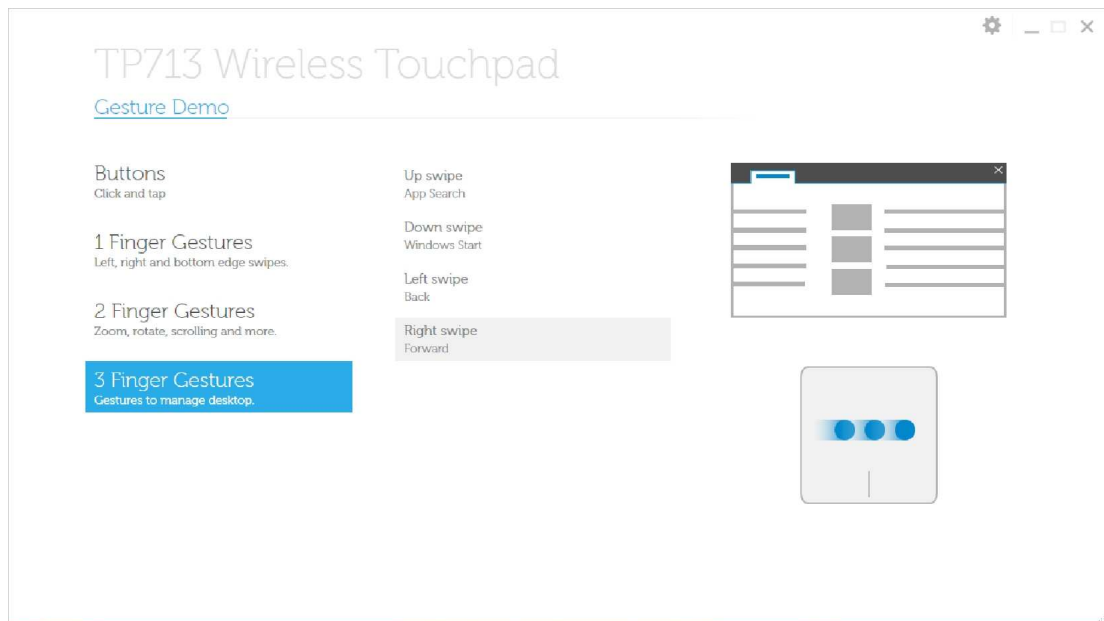 TP713 Wireless Touchpad
Gesture Demo
Buttons
Click and tap
1 Finger Gestures
Left, right and bottom edge swipes.
2 Finger Gestures
Zoom, rotate, scrolling and more.
3 Finger Gestures
Gestures to manage desktop.
Up swipe
App Search
Down swipe
Windows Start
Left swipe
Back
Right swipe
Forward